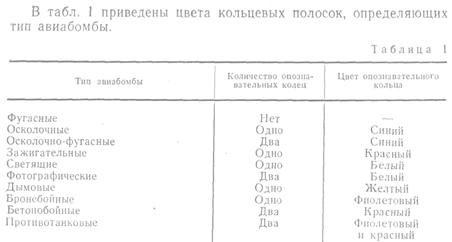 В табл. 1 приведены цвета кольцевых полосок, определяющих
тип авиабомбы.
Таблица 1
Тип авиабомбы Количество опозна- Цвет опознавательного
вательных колец кольца
Фугасные Нет —
Осколочные Одно Синий
Осколочно-фугасные Два Синий
Зажигательные Одно Красный
Светящие Одно Белый
Фотографические Два Белый
Дымовые Одно Желтый
Бронебойные Одно Фиолетовый
Бетонобойные Два Красный
Противотанковые Два Фиолетовый
и красный